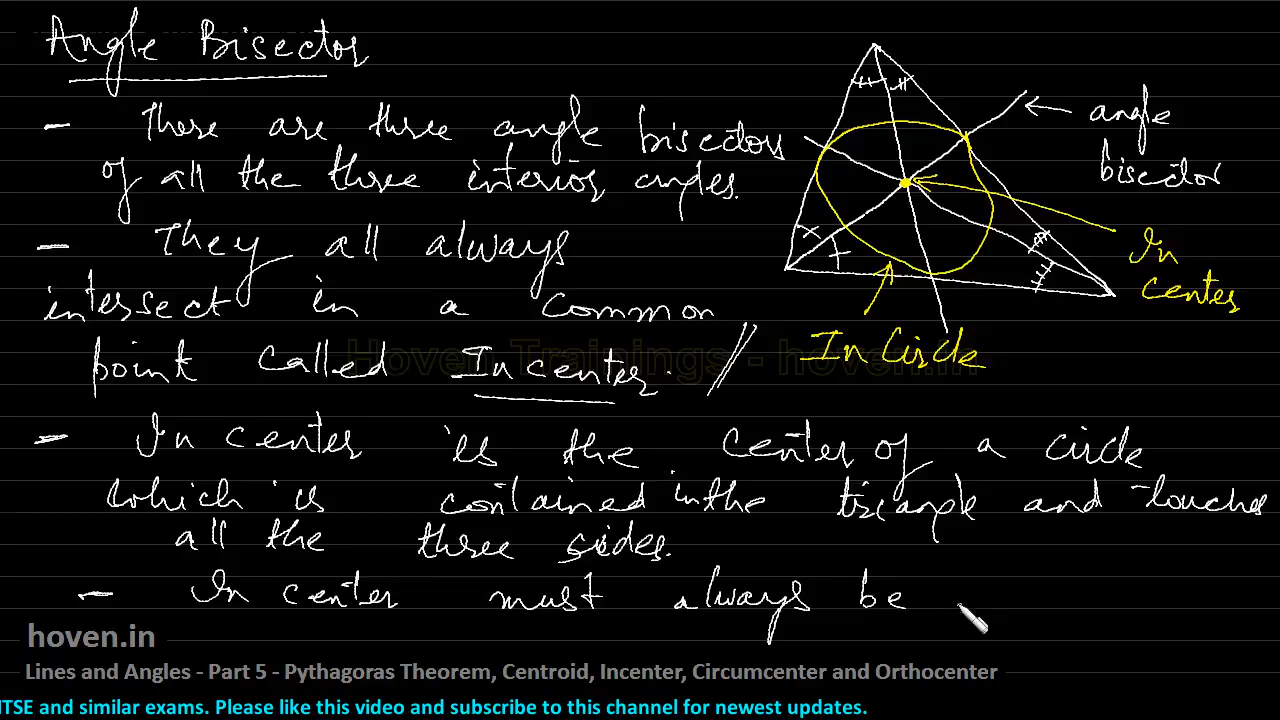 Angle Bisector
- There are three angle bisectors
of all the three interior angles.
- They all always
intersect in a common
point called Incenter.
angle
bisector
In
center
In Circle
Hoven Trainings - hoven.in
- In center is the center of a circle
which is contained in the triangle and touches
all the three sides.
- In center must always be
hoven.in
Lines and Angles - Part 5 - Pythagoras Theorem, Centroid, Incenter, Circumcenter and Orthocenter
NTSE and similar exams. Please like this video and subscribe to this channel for newest updates.